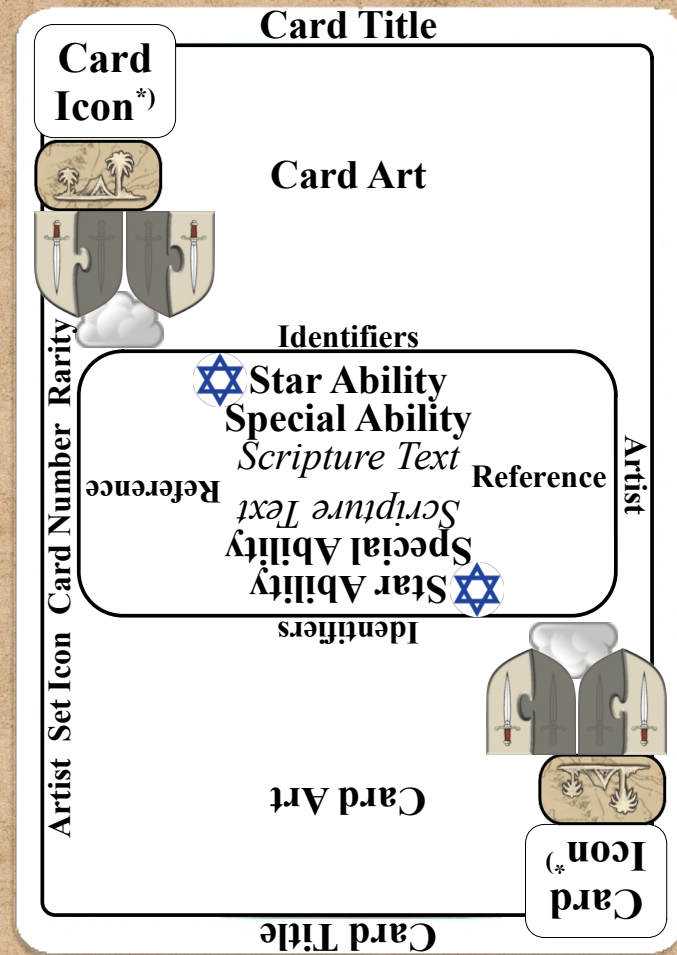 Card Title
Card
Icon*)
Card Art
Identifiers
Star Ability
Special Ability
Scripture Text
Reference
Artist
Artist Set Icon Card Number Rarity
Reference
Scripture Text
Special Ability
Star Ability
Identifiers
Card Art
Card
Icon*)
Card Title